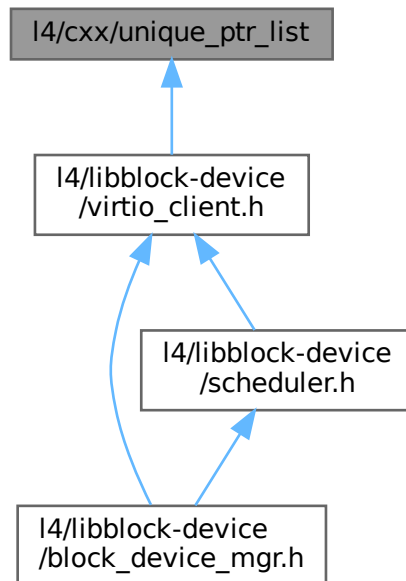 l4/cxx/unique_ptr_list
l4/libblock-device
/virtio_client.h
l4/libblock-device
/scheduler.h
l4/libblock-device
/block_device_mgr.h